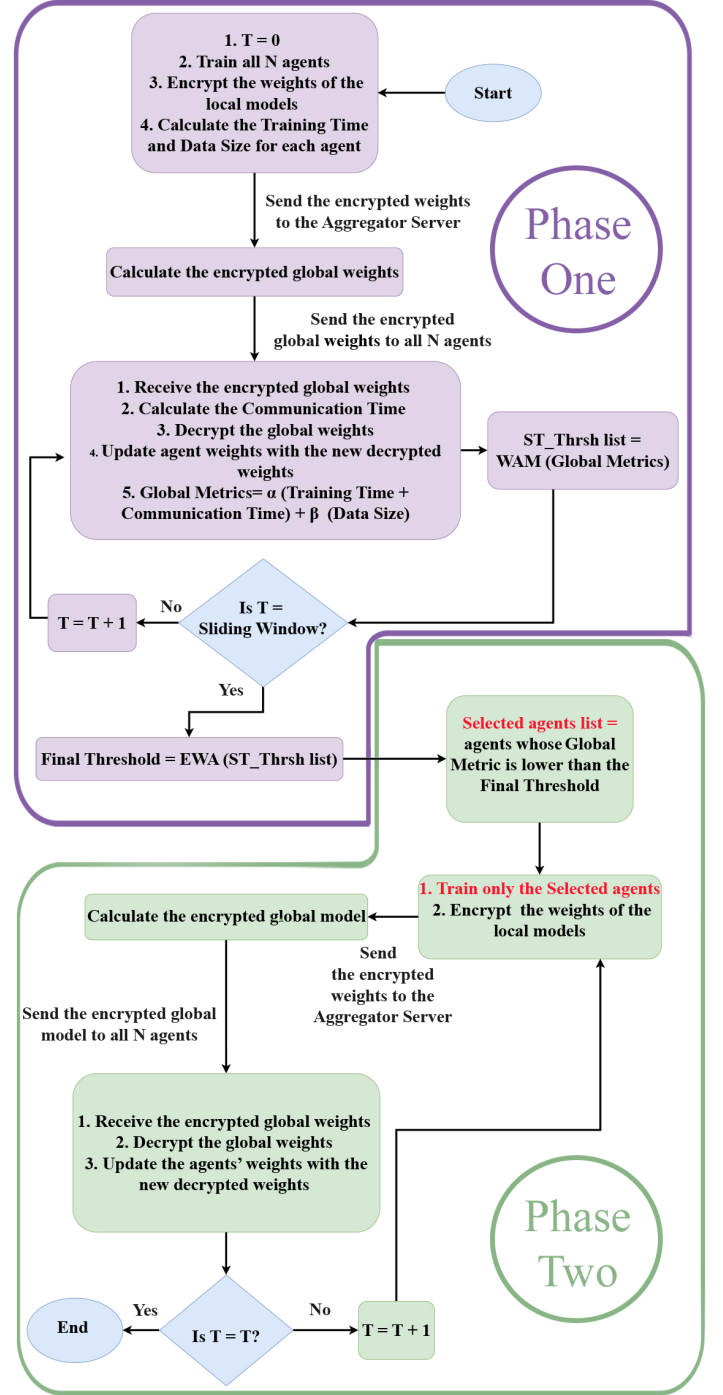 1. T = 0
2. Train all N agents
3. Encrypt the weights of the
local models
4. Calculate the Training Time
and Data Size for each agent
Start
Send the encrypted weights
to the Aggregator Server
Phase
One
Calculate the encrypted global weights
Send the encrypted
global weights to all N agents
1. Receive the encrypted global weights
2. Calculate the Communication Time
3. Decrypt the global weights
4. Update agent weights with the new decrypted
weights
5. Global Metrics= α (Training Time +
Communication Time) + β (Data Size)
ST_Thrsh list =
WAM (Global Metrics)
Is T =
Sliding Window?
No
T = T + 1
Yes
Final Threshold = EWA (ST_Thrsh list)
Selected agents list =
agents whose Global
Metric is lower than the
Final Threshold
1. Train only the Selected agents
2. Encrypt the weights of the
local models
Send
the encrypted
weights to the
Aggregator Server
Calculate the encrypted global model
Send the encrypted global
model to all N agents
1. Receive the encrypted global weights
2. Decrypt the global weights
3. Update the agents’ weights with the
new decrypted weights
Phase
Two
Is T = T?
Yes
End
No
T = T + 1